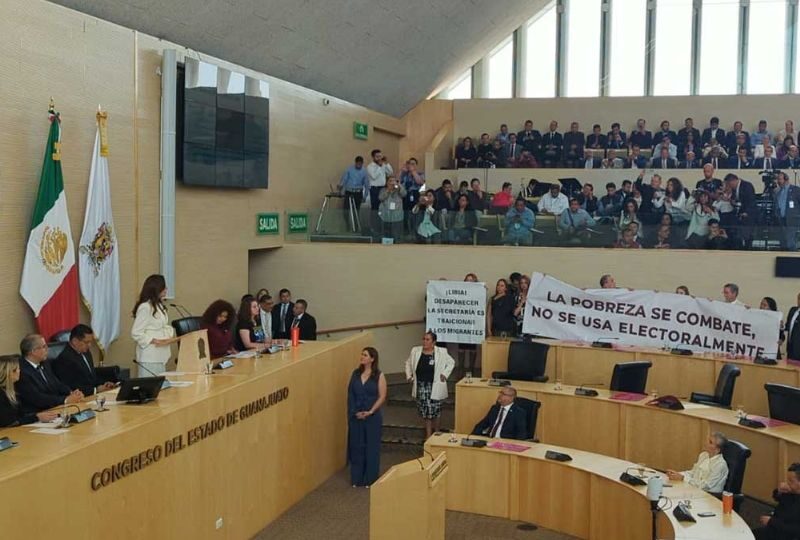 SALIDA
SALIDA
SALIDA
¡LIBIA!
DESAPARECER
LA SECRETARÍA ES
TRAICIONAR
A LOS MIGRANTES
LA POBREZA SE COMBATE,
NO SE USA ELECTORALMENTE
CONGRESO DEL ESTADO DE GUANAJUATO